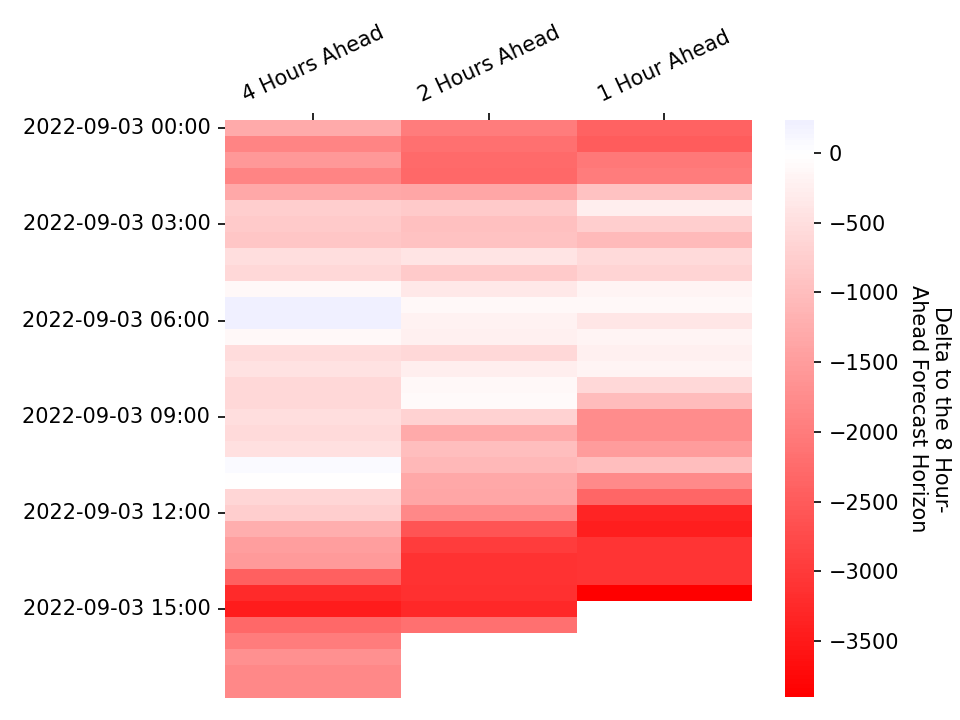 4 Hours Ahead
2 Hours Ahead
1 Hour Ahead
2022-09-03 00:00
2022-09-03 03:00
2022-09-03 06:00
2022-09-03 09:00
2022-09-03 12:00
2022-09-03 15:00
0
−500
−1000
−1500
−2000
−2500
−3000
−3500
Delta to the 8 Hour-
Ahead Forecast Horizon